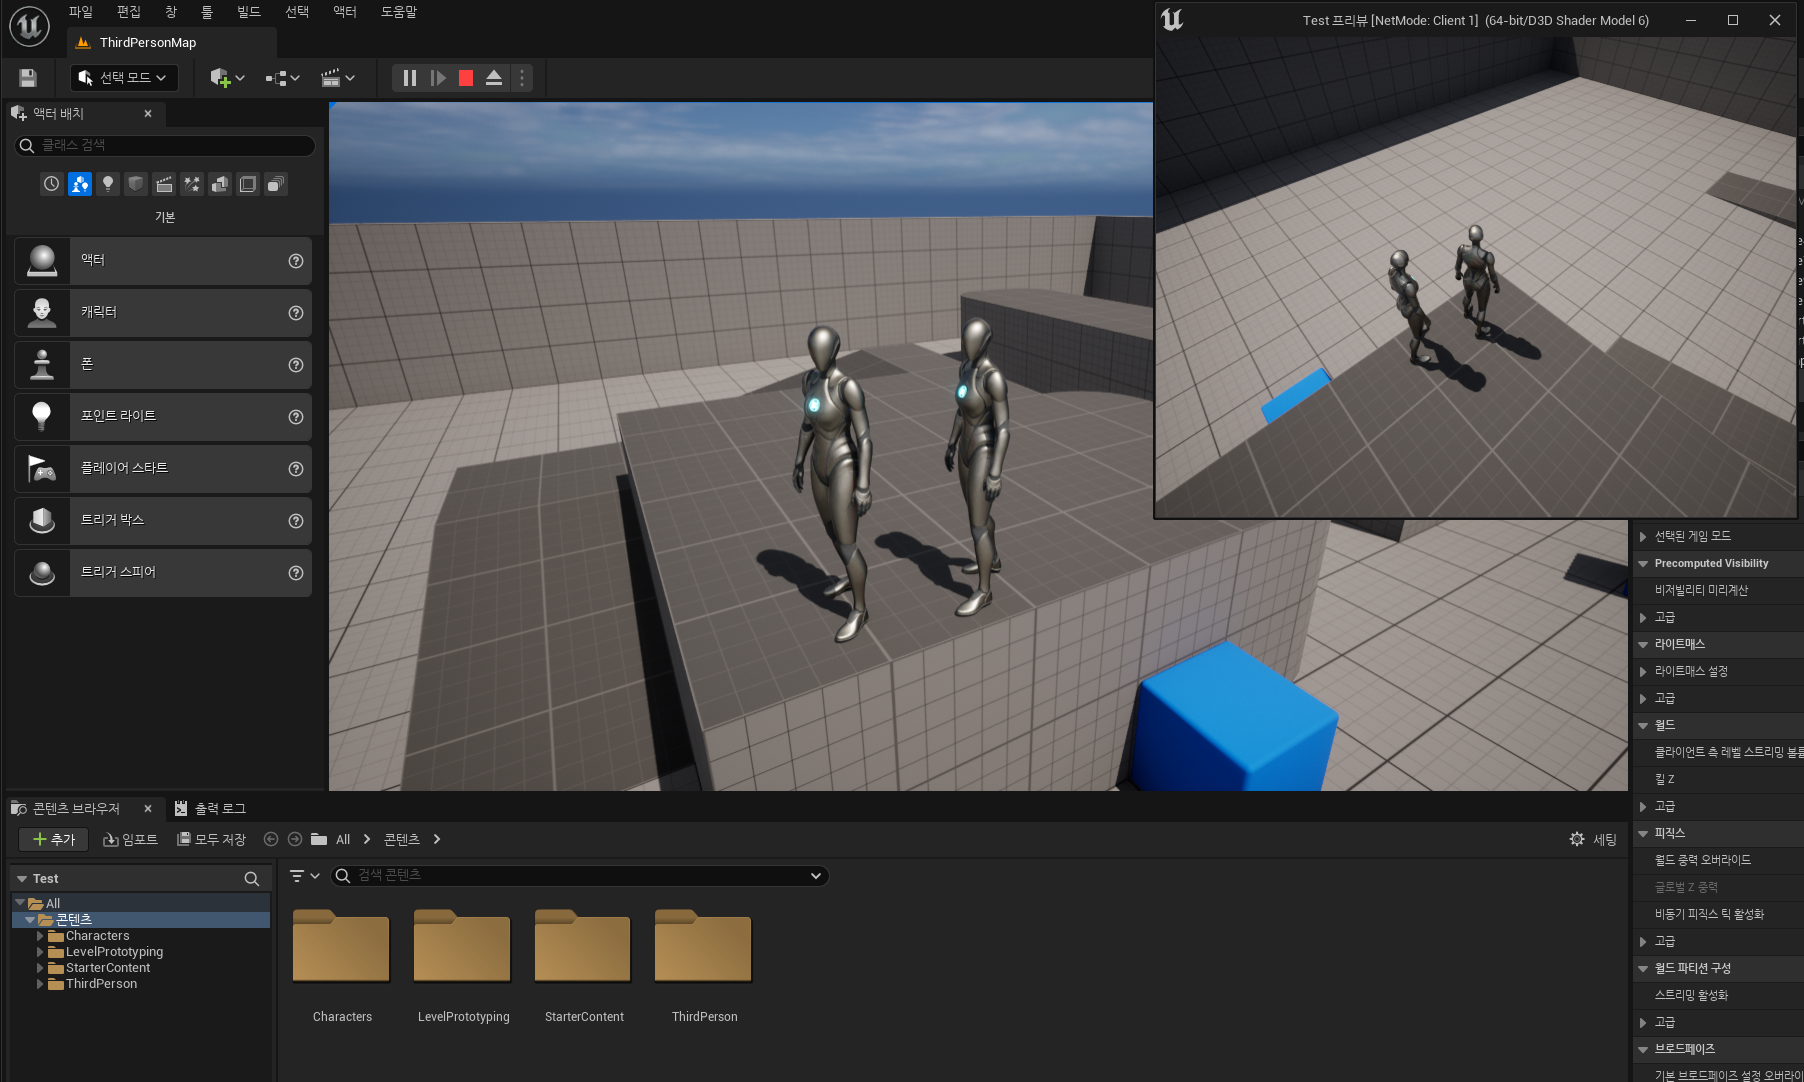 파일 편집 창 툴 빌드 선택 액터 도움말
ThirdPersonMap
선택 모드
액터 배치
클래스 검색
기본
액터
캐릭터
폰
포인트 라이트
플레이어 스타트
트리거 박스
트리거 스피어
Test 프리뷰 [NetMode: Client 1] (64-bit/D3D Shader Model 6)
선택된 게임 모드
Precomputed Visibility
비저빌리티 미리계산
고급
라이트매스
라이트매스 설정
고급
월드
클라이언트 측 레벨 스트리밍 볼륨
킬 Z
고급
피직스
월드 중력 오버라이드
글로벌 Z 중력
비동기 피직스 틱 활성화
고급
월드 파티션 구성
스트리밍 활성화
고급
브로드페이즈
기본 브로드페이즈 설정 오버라이
콘텐츠 브라우저 출력 로그
추가 임포트 모두 저장 All 콘텐츠 세팅
Test
검색 콘텐츠
All
콘텐츠
Characters
LevelPrototyping
StarterContent
ThirdPerson
Characters LevelPrototyping StarterContent ThirdPerson